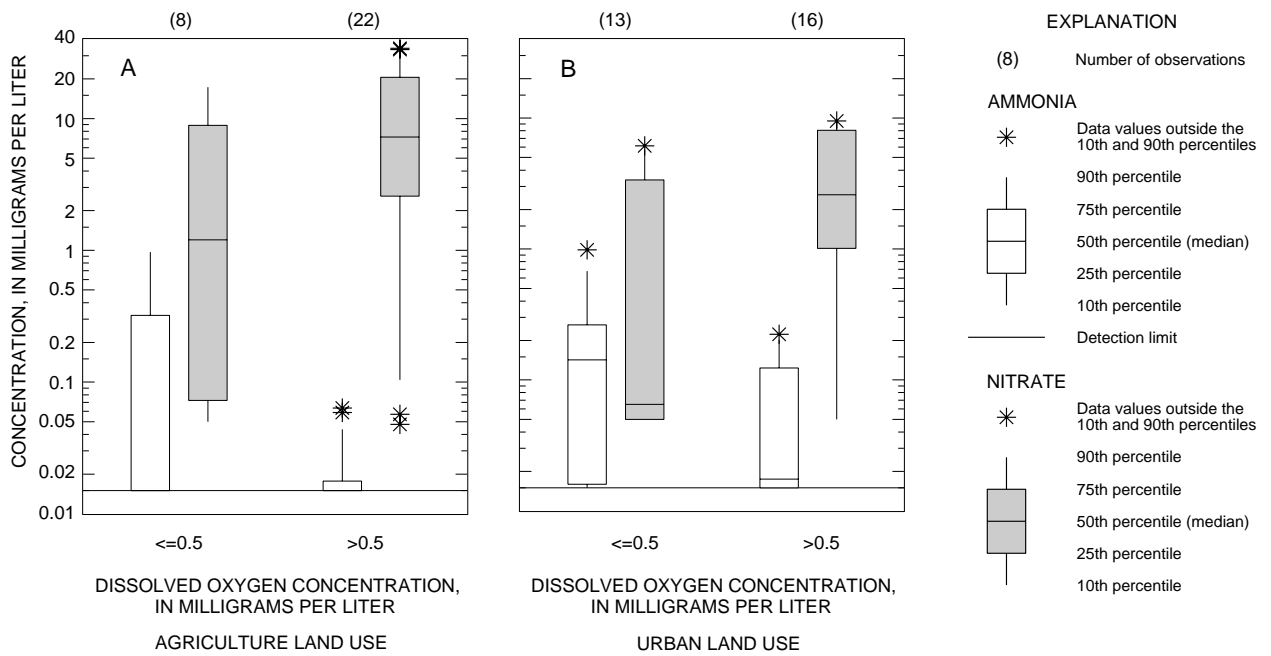 (8)
(22)
(13)
(16)
A
B
CONCENTRATION, IN MILLIGRAMS PER LITER
40
20
10
5
2
1
0.5
0.2
0.1
0.05
0.02
0.01
<=0.5
>0.5
DISSOLVED OXYGEN CONCENTRATION,
IN MILLIGRAMS PER LITER
AGRICULTURE LAND USE
<=0.5
>0.5
DISSOLVED OXYGEN CONCENTRATION,
IN MILLIGRAMS PER LITER
URBAN LAND USE
EXPLANATION
(8) Number of observations
AMMONIA
Data values outside the
10th and 90th percentiles
90th percentile
75th percentile
50th percentile (median)
25th percentile
10th percentile
Detection limit
NITRATE
Data values outside the
10th and 90th percentiles
90th percentile
75th percentile
50th percentile (median)
25th percentile
10th percentile